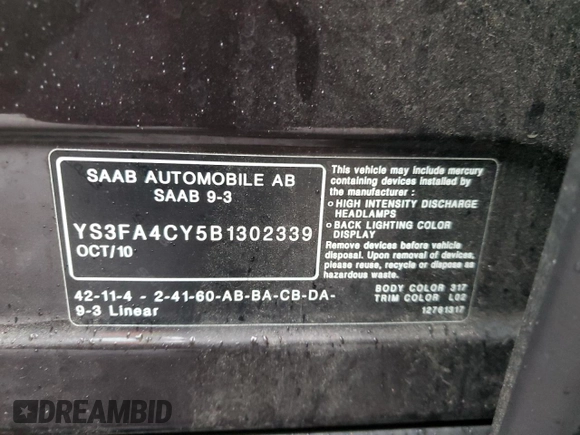 SAAB AUTOMOBILE AB
SAAB 9-3
YS3FA4CY5B1302339
OCT/10
42-11-4 - 2-41-60-AB-BA-CB-DA-
9-3 Linear
This vehicle may include mercury
containing devices installed by
the manufacturer :
o HIGH INTENSITY DISCHARGE
HEADLAMPS
o BACK LIGHTING COLOR
DISPLAY
Remove devices before vehicle
disposal. Upon removal of devices,
please reuse, recycle or dispose as
hazardous waste.
BODY COLOR 317
TRIM COLOR L02
12761317
DREAMBID